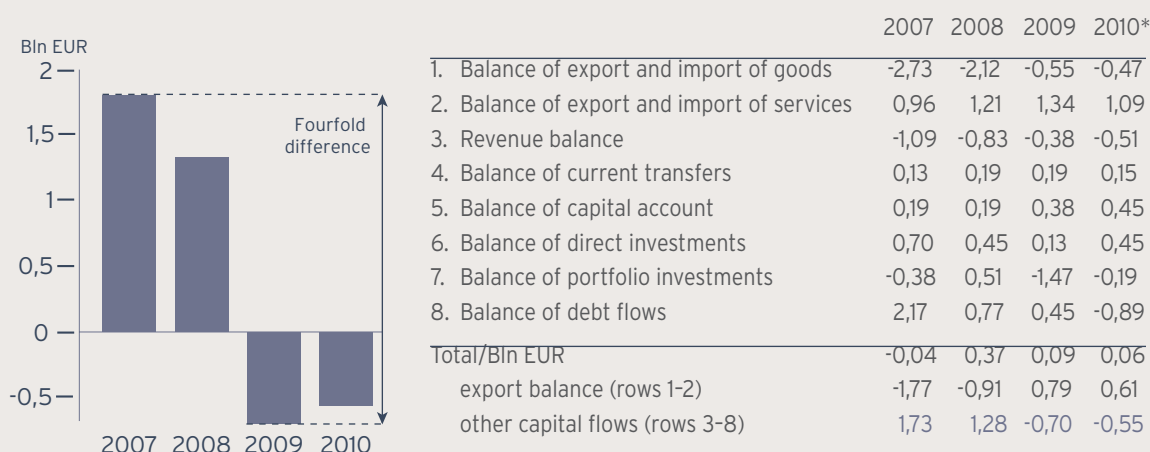 Bln EUR
2
1,5
1
0,5
0
-0,5
Fourfold
difference
2007 2008 2009 2010
2007 2008 2009 2010*
1. Balance of export and import of goods -2,73 -2,12 -0,55 -0,47
2. Balance of export and import of services 0,96 1,21 1,34 1,09
3. Revenue balance -1,09 -0,83 -0,38 -0,51
4. Balance of current transfers 0,13 0,19 0,19 0,15
5. Balance of capital account 0,19 0,19 0,38 0,45
6. Balance of direct investments 0,70 0,45 0,13 0,45
7. Balance of portfolio investments -0,38 0,51 -1,47 -0,19
8. Balance of debt flows 2,17 0,77 0,45 -0,89
Total/Bln EUR -0,04 0,37 0,09 0,06
export balance (rows 1–2) -1,77 -0,91 0,79 0,61
other capital flows (rows 3–8) 1,73 1,28 -0,70 -0,55